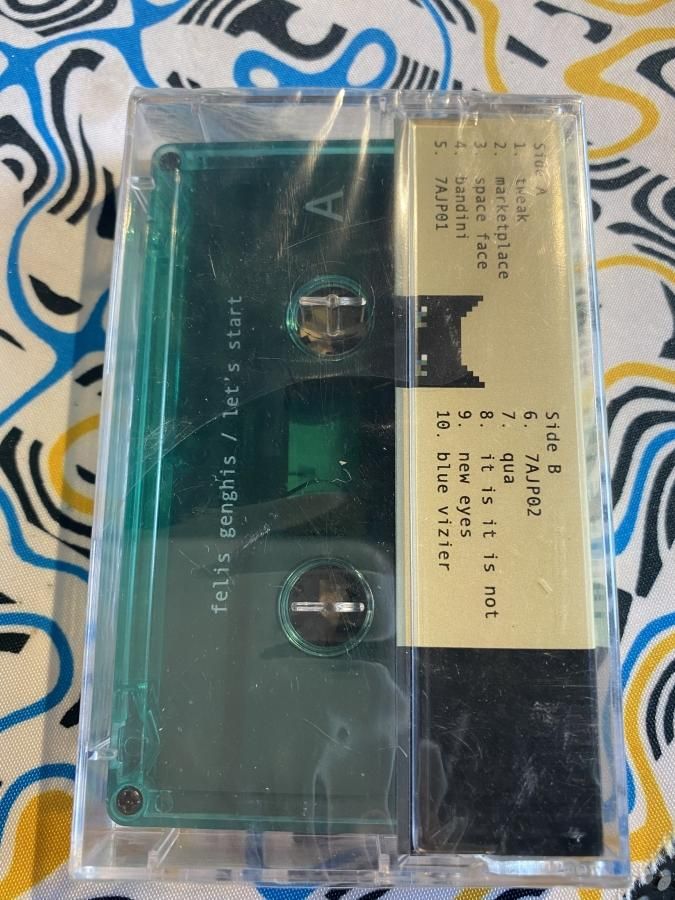 Side A
1. tweak
2. marketplace
3. space face
4. bandini
5. 7AJP01
Side B
6. 7AJP02
7. qua
8. it is it is not
9. new eyes
10. blue vizier
A
felis genghis / let's start